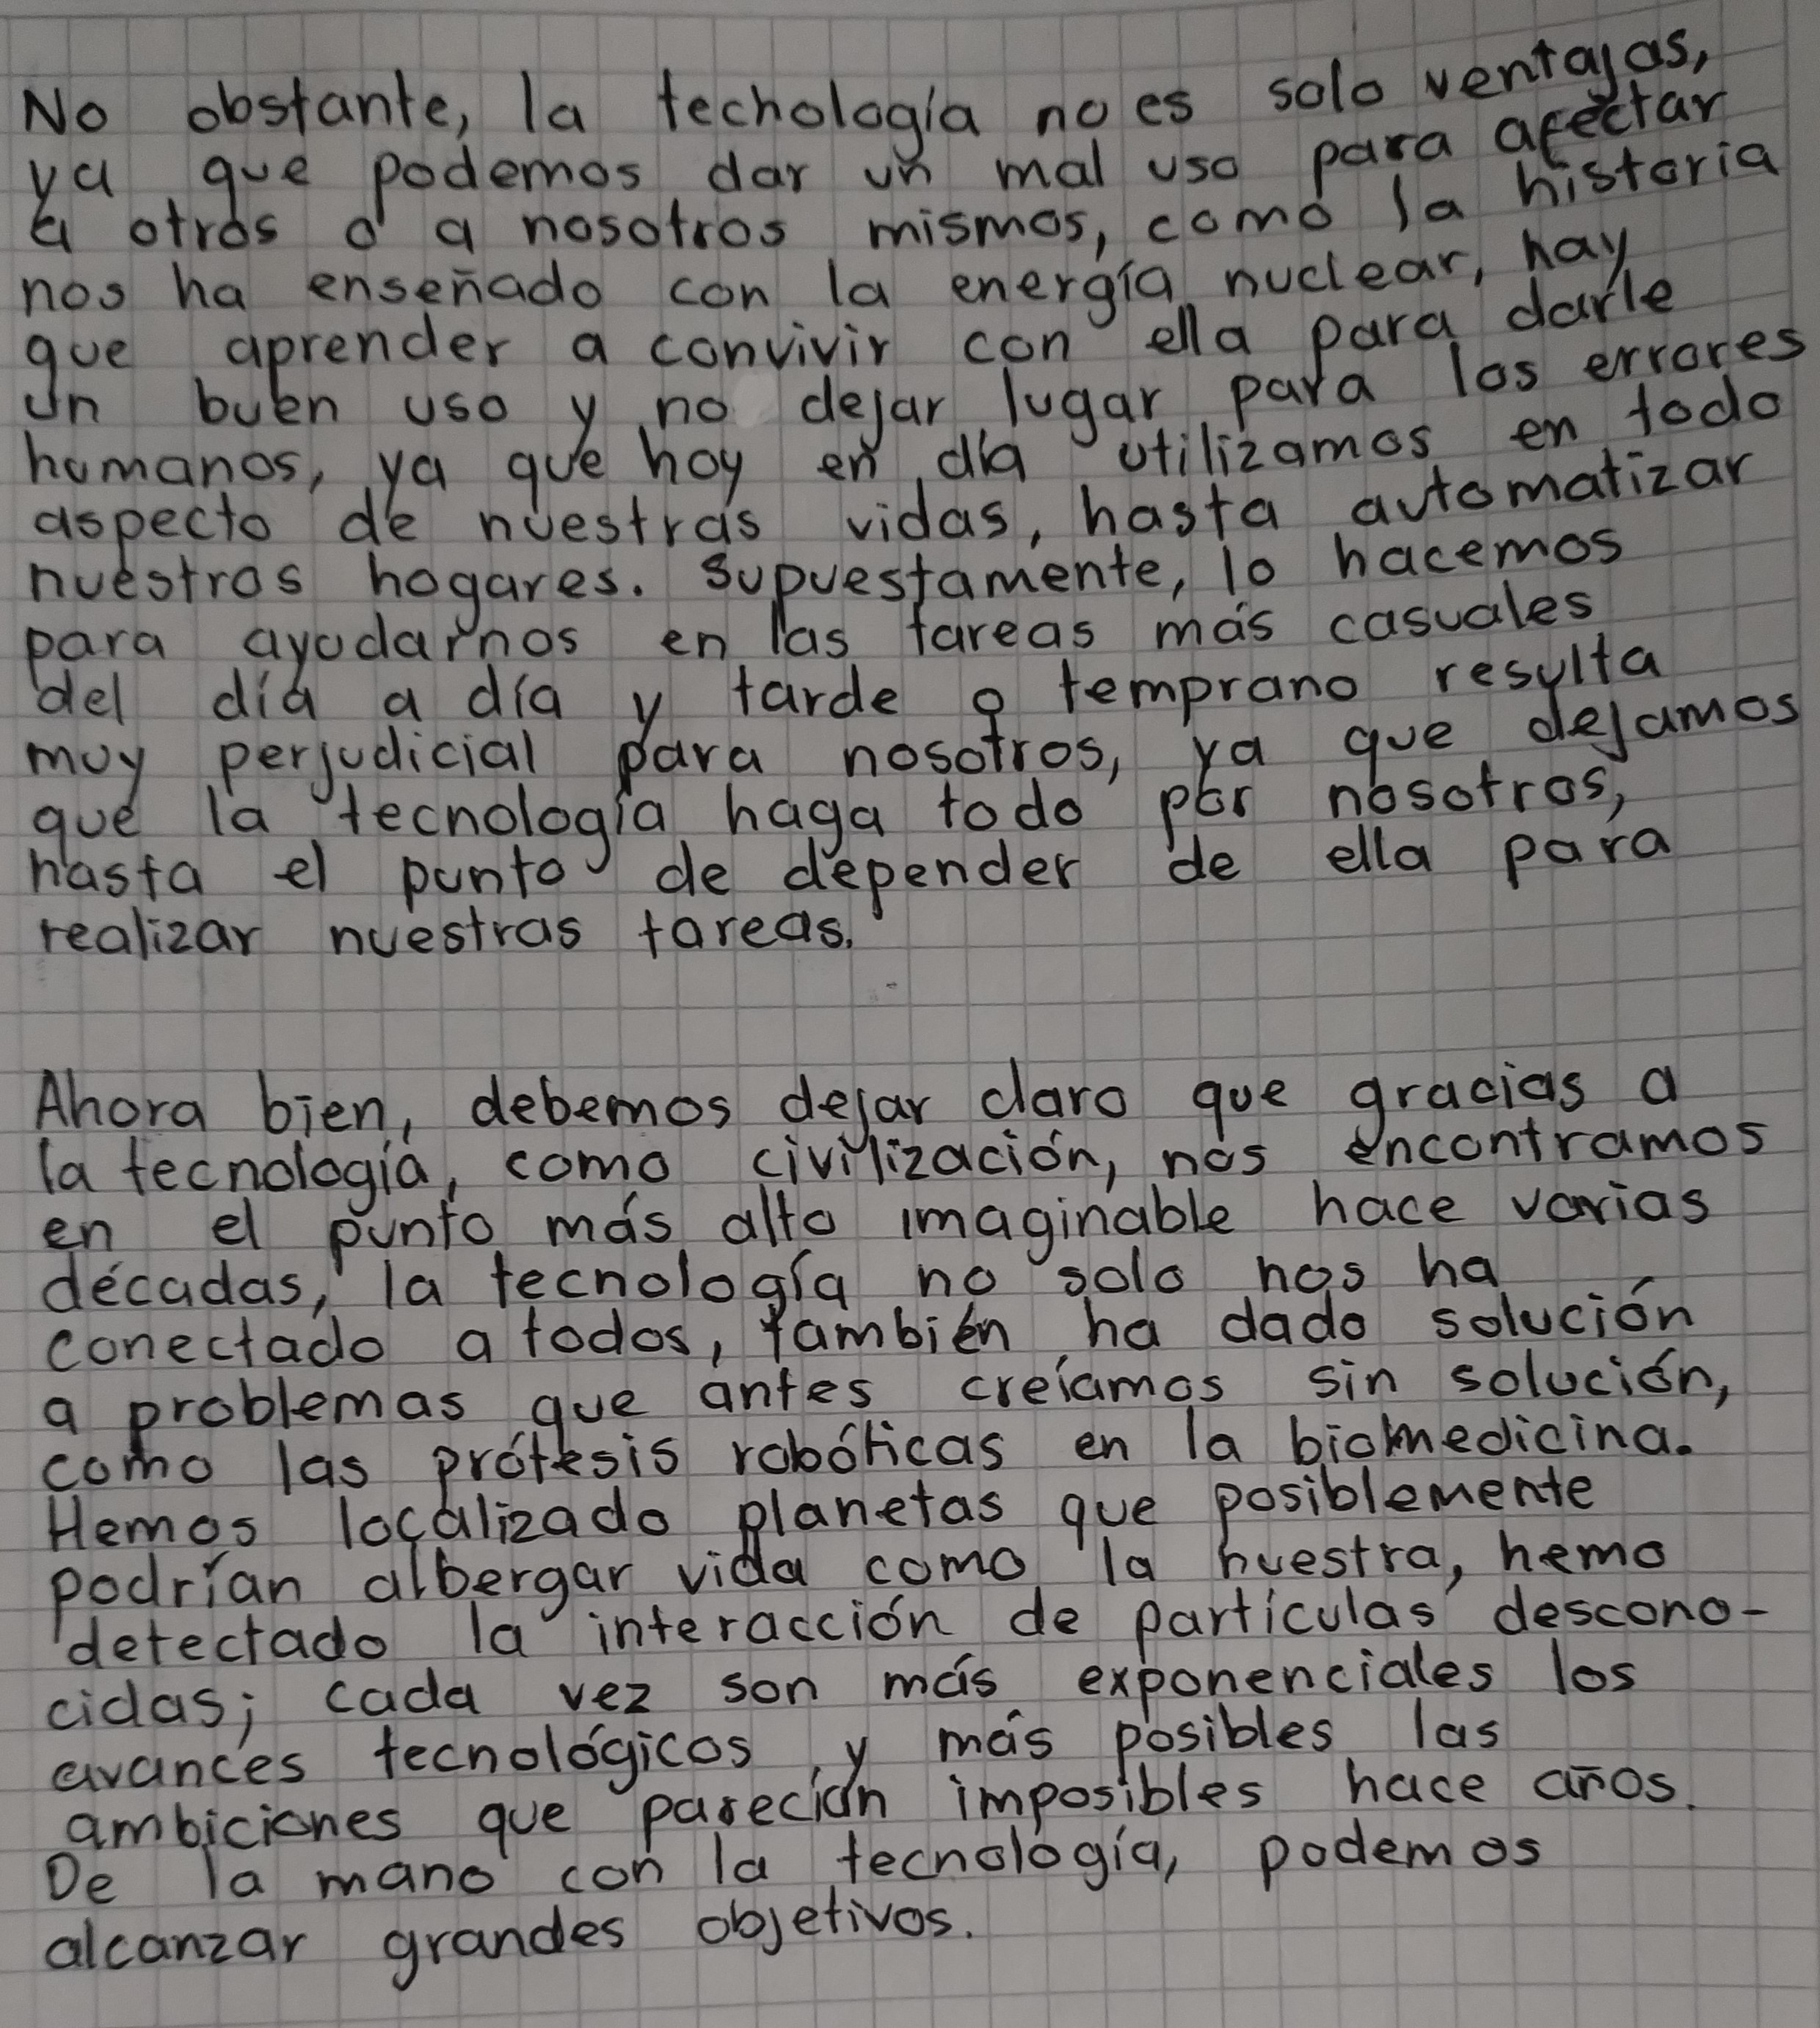 No obstante, la techología no es solo ventajas,
ya que podemos dar un mal uso para afectar
a otros o a nosotros mismos, como la historia
nos ha enseñado con la energía nuclear, hay
que aprender a convivir con ella para darle
un buen uso y no dejar lugar para los errores
humanos, ya que hoy en día utilizamos en todo
aspecto de nuestras vidas, hasta automatizar
nuestros hogares. Supuestamente, lo hacemos
para ayudarnos en las tareas más casuales
del día a día y tarde o temprano resulta
muy perjudicial para nosotros, ya que dejamos
que la tecnología haga todo por nosotros,
hasta el punto de depender de ella para
realizar nuestras tareas.
Ahora bien, debemos dejar claro que gracias a
la tecnología, como civilización, nos encontramos
en el punto más alto imaginable hace varias
décadas, la tecnología no solo nos ha
conectado a todos, también ha dado solución
a problemas que antes creíamos sin solución,
como las prótesis robóticas en la biomedicina.
Hemos localizado planetas que posiblemente
podrían albergar vida como la nuestra, hemo
detectado la interacción de partículas descono-
cidas; cada vez son más exponenciales los
avances tecnológicos y más posibles las
ambiciones que parecían imposibles hace años.
De la mano con la tecnología, podemos
alcanzar grandes objetivos.